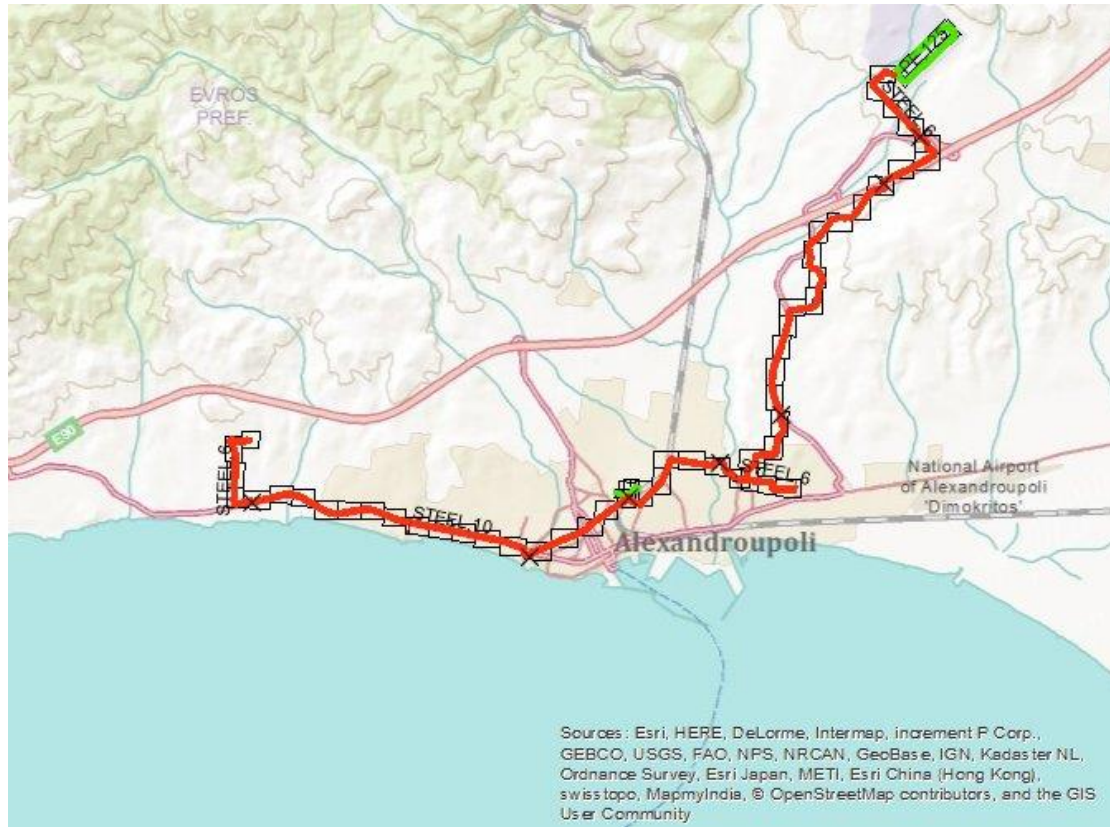 PE 125
EVROS
PREF.
STEEL 6
E90
STEEL 6
STEEL 6
National Airport
of Alexandroupoli
"Dimokritos"
STEEL 10
Alexandroupoli
Sources: Esri, HERE, DeLorme, Intermap, increment P Corp.,
GEBCO, USGS, FAO, NPS, NRCAN, GeoBase, IGN, Kadaster NL,
Ordnance Survey, Esri Japan, METI, Esri China (Hong Kong),
swisstopo, MapmyIndia, © OpenStreetMap contributors, and the GIS
User Community